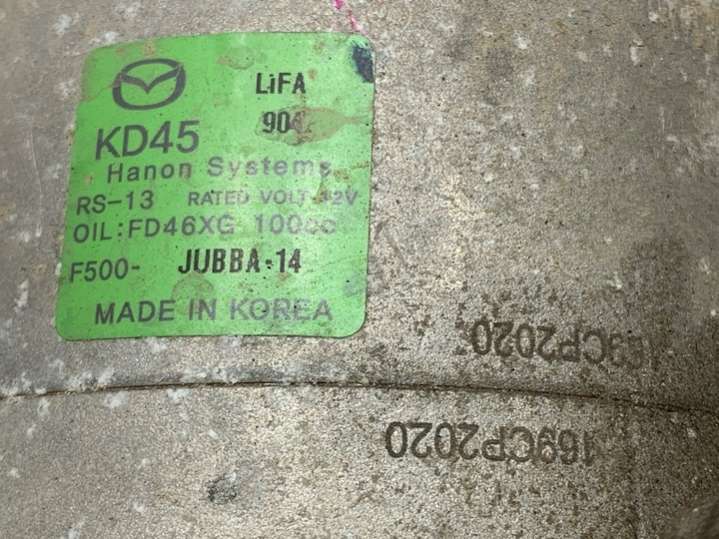 LiFA
KD45
Hanon Systems
RS-13 RATED VOLT 12V
OIL:FD46XG 100cc
F500- JUBBA-14
MADE IN KOREA
169CP2020